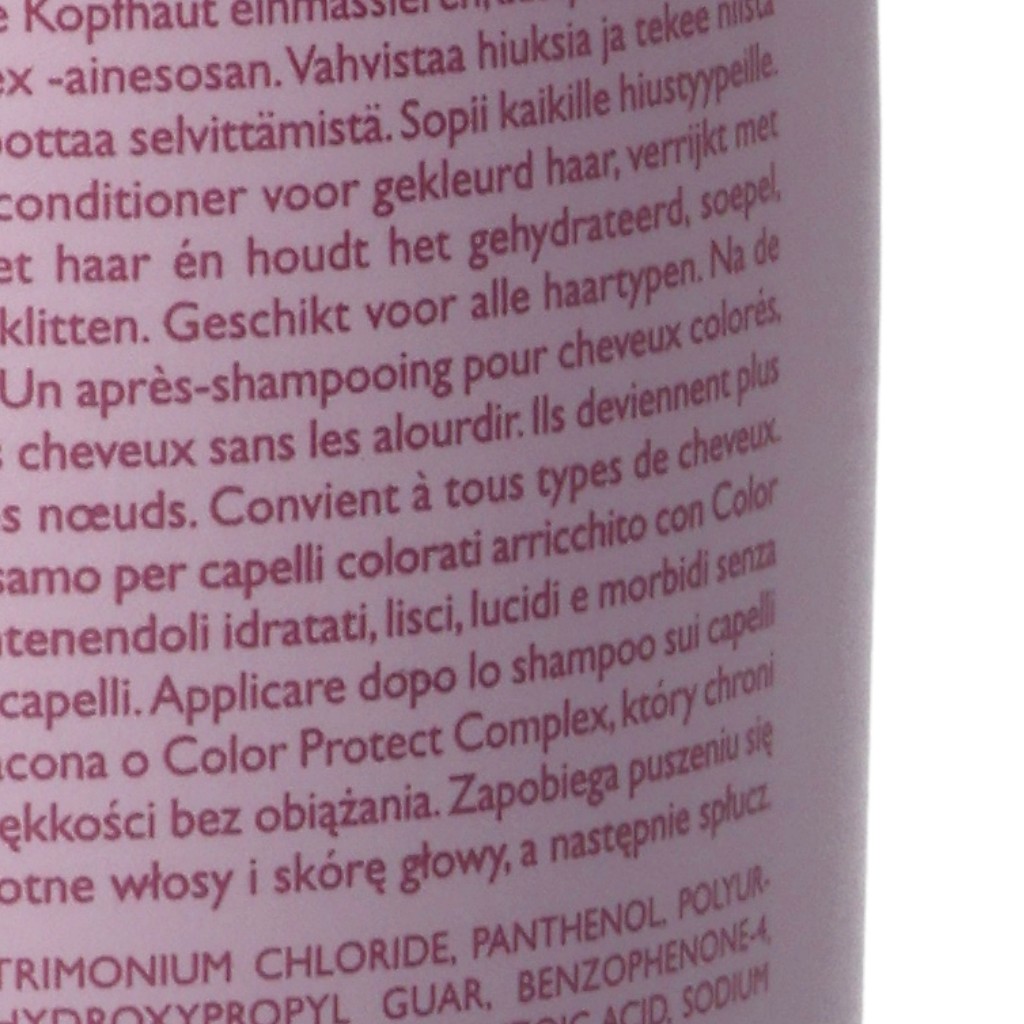 Kopfhaut einmassieren,
ex -ainesosan. Vahvistaa hiuksia ja tekee niistä
ottaa selvittämistä. Sopii kaikille hiustyypeille.
conditioner voor gekleurd haar, verrijkt met
et haar én houdt het gehydrateerd, soepel,
klitten. Geschikt voor alle haartypen. Na de
Un après-shampooing pour cheveux colorés,
s cheveux sans les alourdir. Ils deviennent plus
s nœuds. Convient à tous types de cheveux.
samo per capelli colorati arricchito con Color
ntenendoli idratati, lisci, lucidi e morbidi senza
capelli. Applicare dopo lo shampoo sui capelli
acona o Color Protect Complex, który chroni
ękkości bez obiążania. Zapobiega puszeniu się
otne włosy i skórę głowy, a następnie spłucz.
TRIMONIUM CHLORIDE, PANTHENOL, POLYUR-
HYDROXYPROPYL GUAR, BENZOPHENONE-4,
ACID, SODIUM